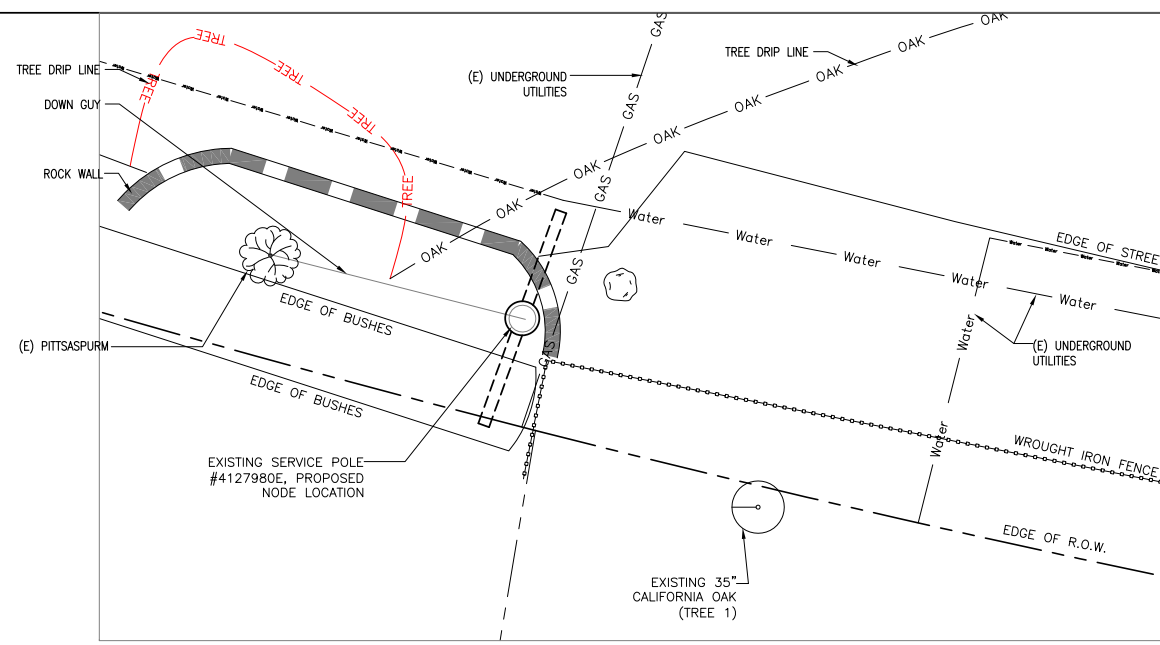 GAS
OAK
TREE
TREE DRIP LINE
TREE DRIP LINE
OAK
TREE
(E) UNDERGROUND
UTILITIES
OAK
TREE
TREE
DOWN GUY
GAS
OAK
TREE
OAK
ROCK WALL
OAK
GAS
TREE
OAK
Water
Water
EDGE OF STREE
OAK
Water
GAS
Water
Water
EDGE OF BUSHES
Water
(E) PITTSASPURM
GAS
(E) UNDERGROUND
UTILITIES
EDGE OF BUSHES
Water
WROUGHT IRON FENCE
EXISTING SERVICE POLE
#4127980E, PROPOSED
NODE LOCATION
EDGE OF R.O.W.
EXISTING 35"
CALIFORNIA OAK
(TREE 1)